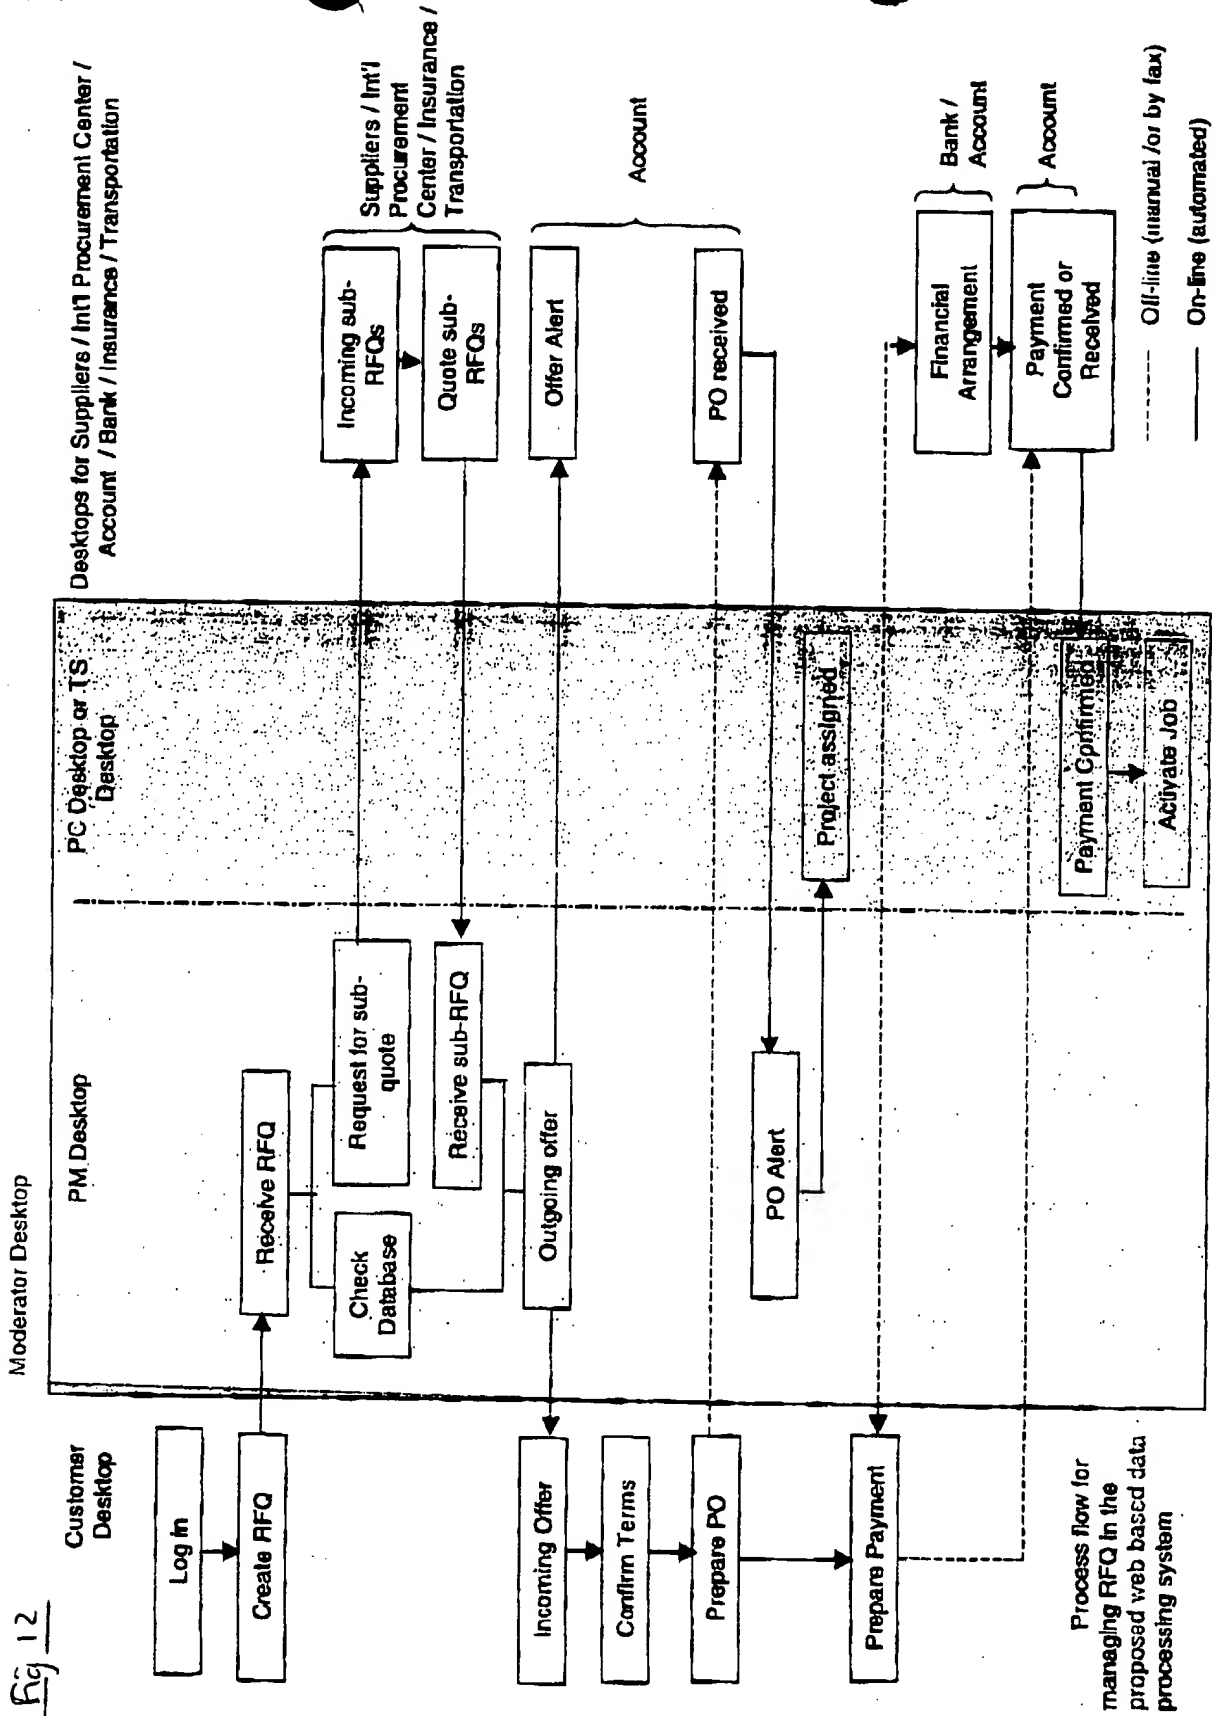 Fig 12
Moderator Desktop
Customer
Desktop
PM Desktop
PC Desktop or TS
Desktop
Desktops for Suppliers / Int'l Procurement Center /
Account / Bank / Insurance / Transportation
Log in
Create RFQ
Receive RFQ
Check
Database
Request for sub-
quote
Incoming sub-
RFQs
Quote sub-
RFQs
Suppliers / Int'l
Procurement
Center / Insurance /
Transportation
Receive sub-RFQ
Outgoing offer
Offer Alert
Incoming Offer
Confirm Terms
Prepare PO
PO received
Account
PO Alert
Project assigned
Prepare Payment
Financial
Arrangement
Bank /
Account
Payment
Confirmed or
Received
Account
Payment Confirmed
Activate Job
Process flow for
managing RFQ in the
proposed web based data
processing system
Off-line (manual /or by fax)
On-line (automated)